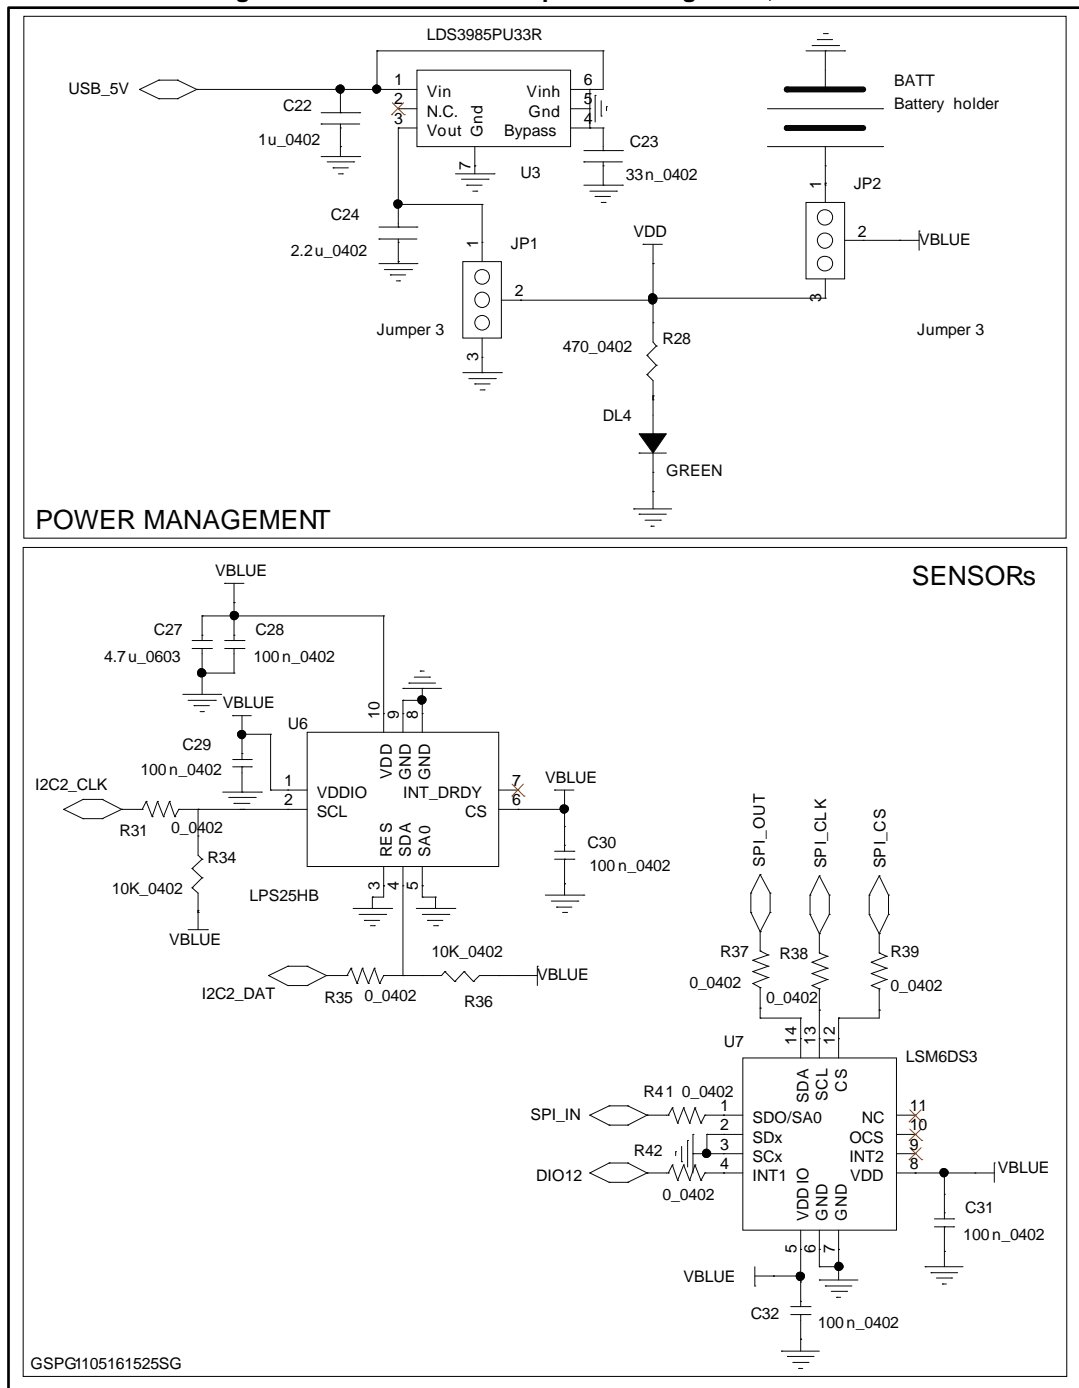 LDS3985PU33R
USB_5V
1
Vin
Vinh
6
2
N.C.
Gnd
5
3
Vout
Gnd
Bypass
4
7
U3
C22
1u_0402
C23
33n_0402
C24
2.2u_0402
BATT
Battery holder
1
JP2
2
VBLUE
3
Jumper 3
VDD
1
JP1
2
3
Jumper 3
470_0402
R28
DL4
GREEN
POWER MANAGEMENT
SENSORs
VBLUE
C27
4.7u_0603
C28
100n_0402
VBLUE
U6
C29
100n_0402
10
9
8
VDD
GND
GND
I2C2_CLK
1
VDDIO
INT_DRDY
7
2
SCL
CS
6
VBLUE
R31
0_0402
R34
10K_0402
VBLUE
RES
SDA
SA0
3
4
5
LPS25HB
C30
100n_0402
10K_0402
I2C2_DAT
R35
0_0402
R36
VBLUE
SPI_OUT
SPI_CLK
SPI_CS
R37
0_0402
R38
0_0402
R39
0_0402
14
13
12
U7
LSM6DS3
SDA
SCL
CS
SPI_IN
R41 0_0402
1
SDO/SA0
NC
11
2
SDx
OCS
10
R42
3
SCx
INT2
9
DIO12
0_0402
4
INT1
VDD
8
VBLUE
VDDIO
GND
GND
5
6
7
C31
100n_0402
VBLUE
C32
100n_0402
GSPG1105161525SG